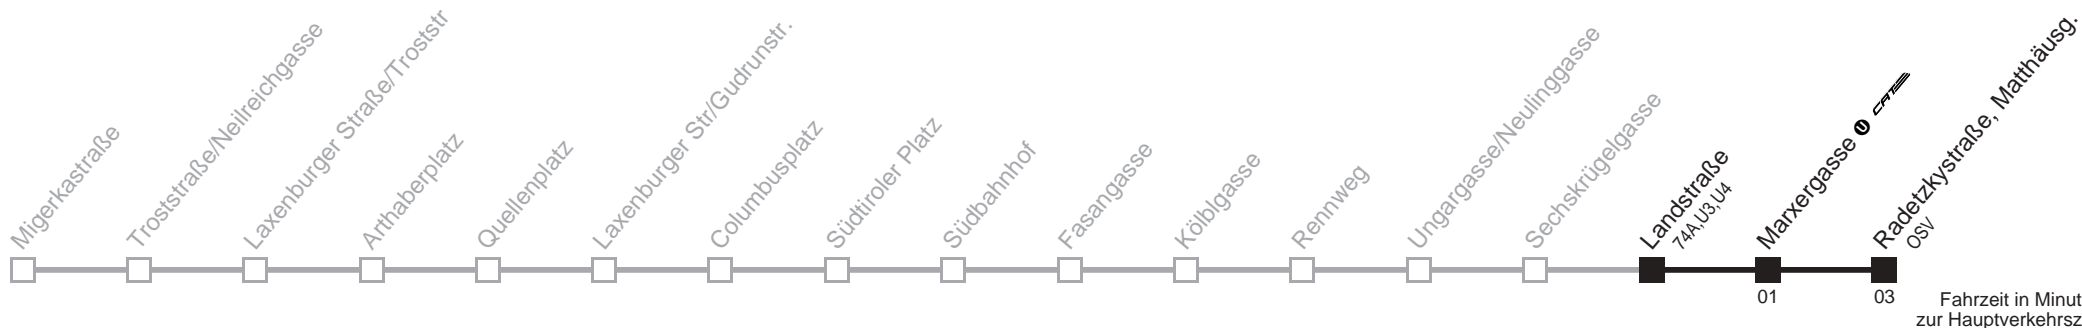 Migerkastraße
Troststraße/Neilreichgasse
Laxenburger Straße/Troststr
Arthaberplatz
Quellenplatz
Laxenburger Str/Gudrunstr.
Columbusplatz
Südtiroler Platz
Südbahnhof
Fasangasse
Kölblgasse
Rennweg
Ungargasse/Neulinggasse
Sechskrügelgasse
Landstraße
74A,U3,U4
Marxergasse U CAT
Radetzkystraße, Matthäusg.
OSV
01
03
Fahrzeit in Minut
zur Hauptverkehrsz